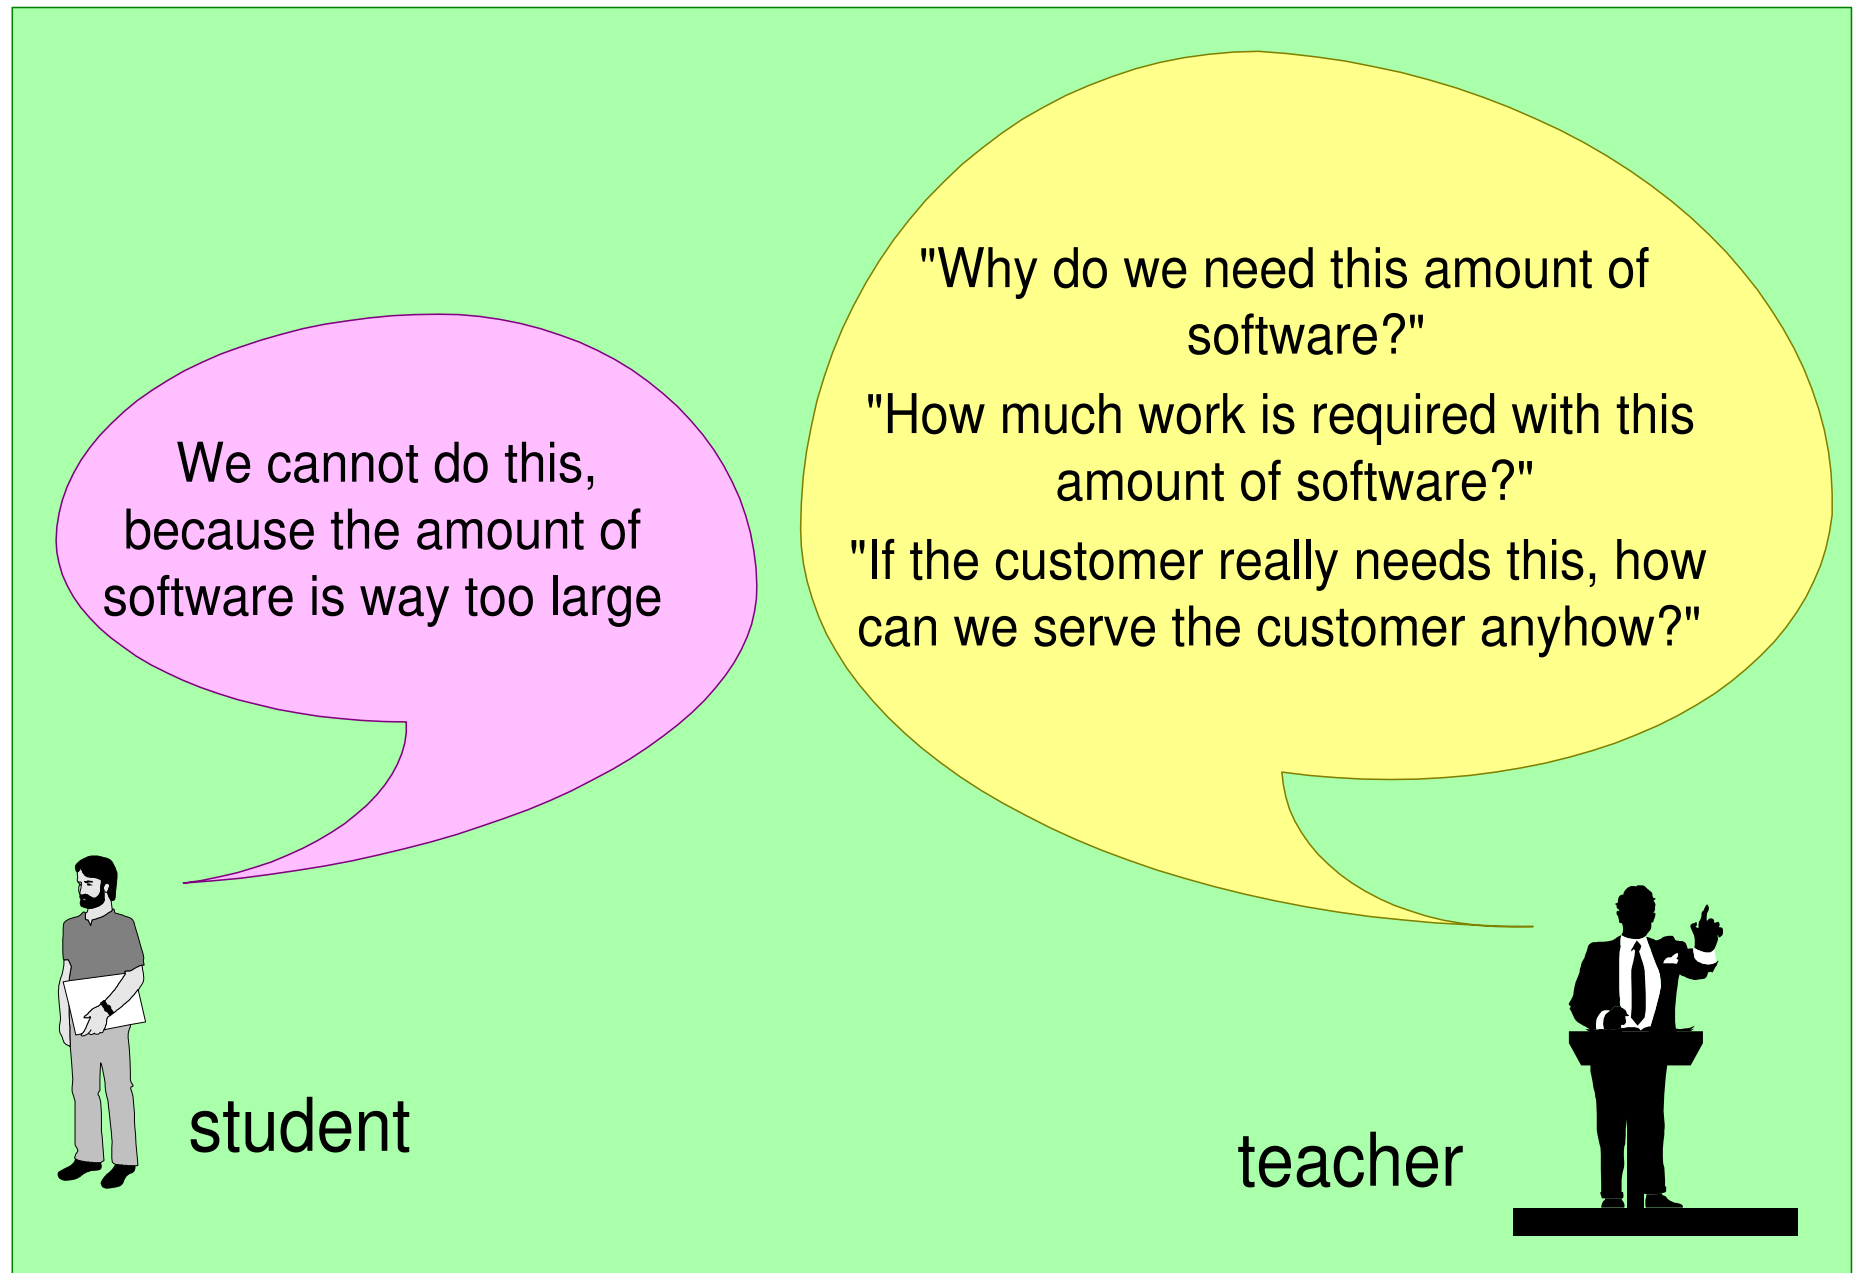 We cannot do this,
because the amount of
software is way too large
"Why do we need this amount of
software?"
"How much work is required with this
amount of software?"
"If the customer really needs this, how
can we serve the customer anyhow?"
student
teacher